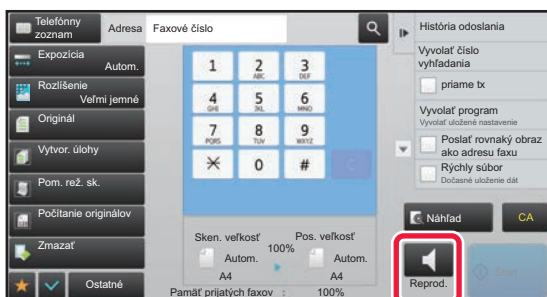 Telefónny
zoznam
Adresa
Faxové číslo
Expozícia
Autom.
Rozlíšenie
Veľmi jemné
Originál
Vytvor. úlohy
Pom. rež. sk.
Počítanie originálov
Zmazať
Ostatné
1
2
ABC
3
DEF
4
GHI
5
JKL
6
MNO
7
PQRS
8
TUV
9
WXYZ
0
#
C
Sken. veľkosť
Pos. veľkosť
100%
Autom.
Autom.
A4
A4
Pamäť prijatých faxov : 100%
História odoslania
Vyvolať číslo
vyhľadania
priame tx
Vyvolať program
Vyvolať uložené nastavenie
Poslať rovnaký obraz
ako adresu faxu
Rýchly súbor
Dočasné uloženie dát
Náhľad
CA
Reprod.
Štart